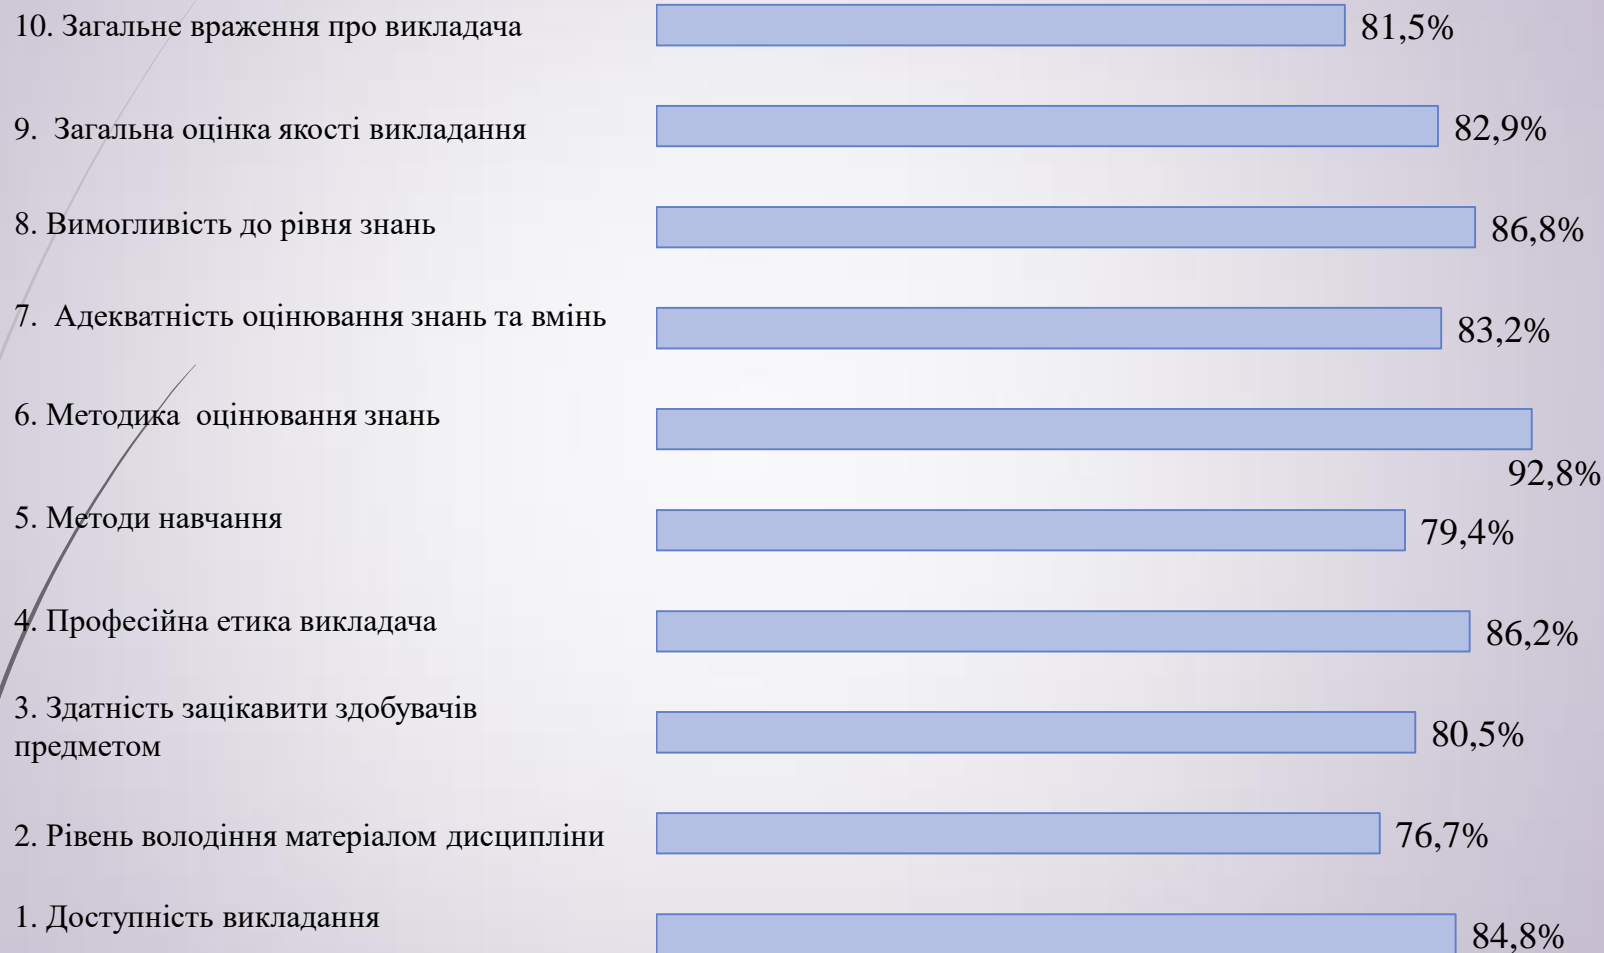 10. Загальне враження про викладача
81,5%
9. Загальна оцінка якості викладання
82,9%
8. Вимогливість до рівня знань
86,8%
7. Адекватність оцінювання знань та вмінь
83,2%
6. Методика оцінювання знань
92,8%
5. Методи навчання
79,4%
4. Професійна етика викладача
86,2%
3. Здатність зацікавити здобувачів
предметом
80,5%
2. Рівень володіння матеріалом дисципліни
76,7%
1. Доступність викладання
84,8%